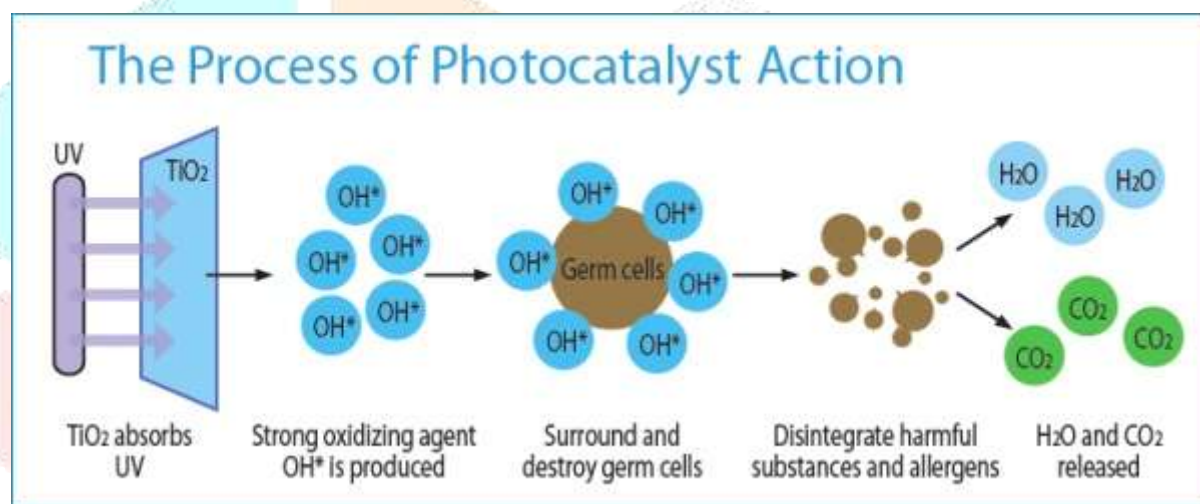 The Process of Photocatalyst Action
UV
TiO2
OH*
OH*
OH*
OH*
OH*
OH*
OH*
OH*
Germ cells
OH*
OH*
OH*
H2O
H2O
H2O
CO2
CO2
CO2
TiO2 absorbs
UV
Strong oxidizing agent
OH* is produced
Surround and
destroy germ cells
Disintegrate harmful
substances and allergens
H2O and CO2
released